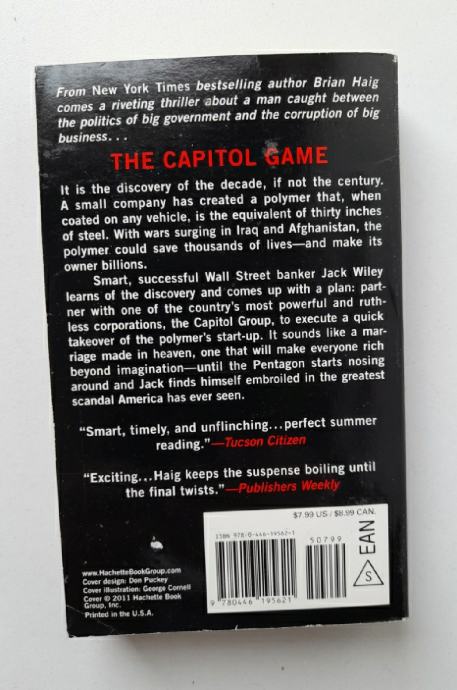 From New York Times bestselling author Brian Haig
comes a riveting thriller about a man caught between
the politics of big government and the corruption of big
business...
THE CAPITOL GAME
It is the discovery of the decade, if not the century.
A small company has created a polymer that, when
coated on any vehicle, is the equivalent of thirty inches
of steel. With wars surging in Iraq and Afghanistan, the
polymer could save thousands of lives—and make its
owner billions.
Smart, successful Wall Street banker Jack Wiley
learns of the discovery and comes up with a plan: part-
ner with one of the country's most powerful and ruth-
less corporations, the Capitol Group, to execute a quick
takeover of the polymer's start-up. It sounds like a mar-
riage made in heaven, one that will make everyone rich
beyond imagination—until the Pentagon starts nosing
around and Jack finds himself embroiled in the greatest
scandal America has ever seen.
“Smart, timely, and unflinching...perfect summer
reading.”—Tucson Citizen
“Exciting...Haig keeps the suspense boiling until
the final twists.”—Publishers Weekly
$7.99 US / $8.99 CAN.
ISBN 978-0-446-19562-1
50799
9 780446 195621
S EAN
www.HachetteBookGroup.com
Cover design: Don Puckey
Cover illustration: George Cornell
Cover © 2011 Hachette Book
Group, Inc.
Printed in the U.S.A.